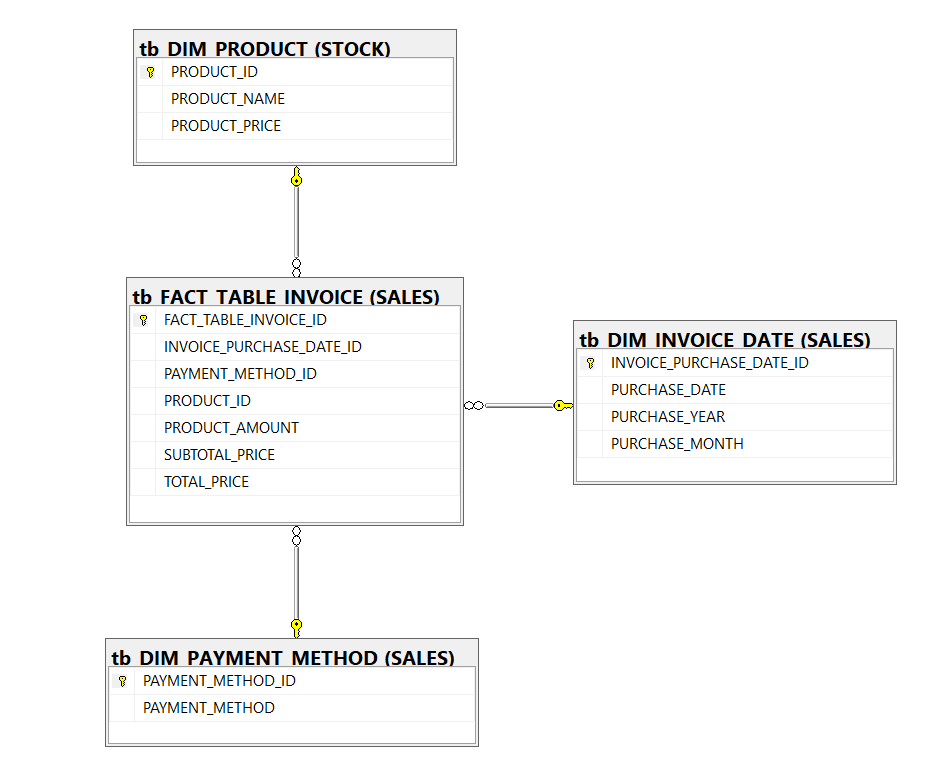 tb_DIM_PRODUCT (STOCK)
PRODUCT_ID
PRODUCT_NAME
PRODUCT_PRICE
tb_FACT_TABLE_INVOICE (SALES)
FACT_TABLE_INVOICE_ID
INVOICE_PURCHASE_DATE_ID
PAYMENT_METHOD_ID
PRODUCT_ID
PRODUCT_AMOUNT
SUBTOTAL_PRICE
TOTAL_PRICE
tb_DIM_INVOICE_DATE (SALES)
INVOICE_PURCHASE_DATE_ID
PURCHASE_DATE
PURCHASE_YEAR
PURCHASE_MONTH
tb_DIM_PAYMENT_METHOD (SALES)
PAYMENT_METHOD_ID
PAYMENT_METHOD